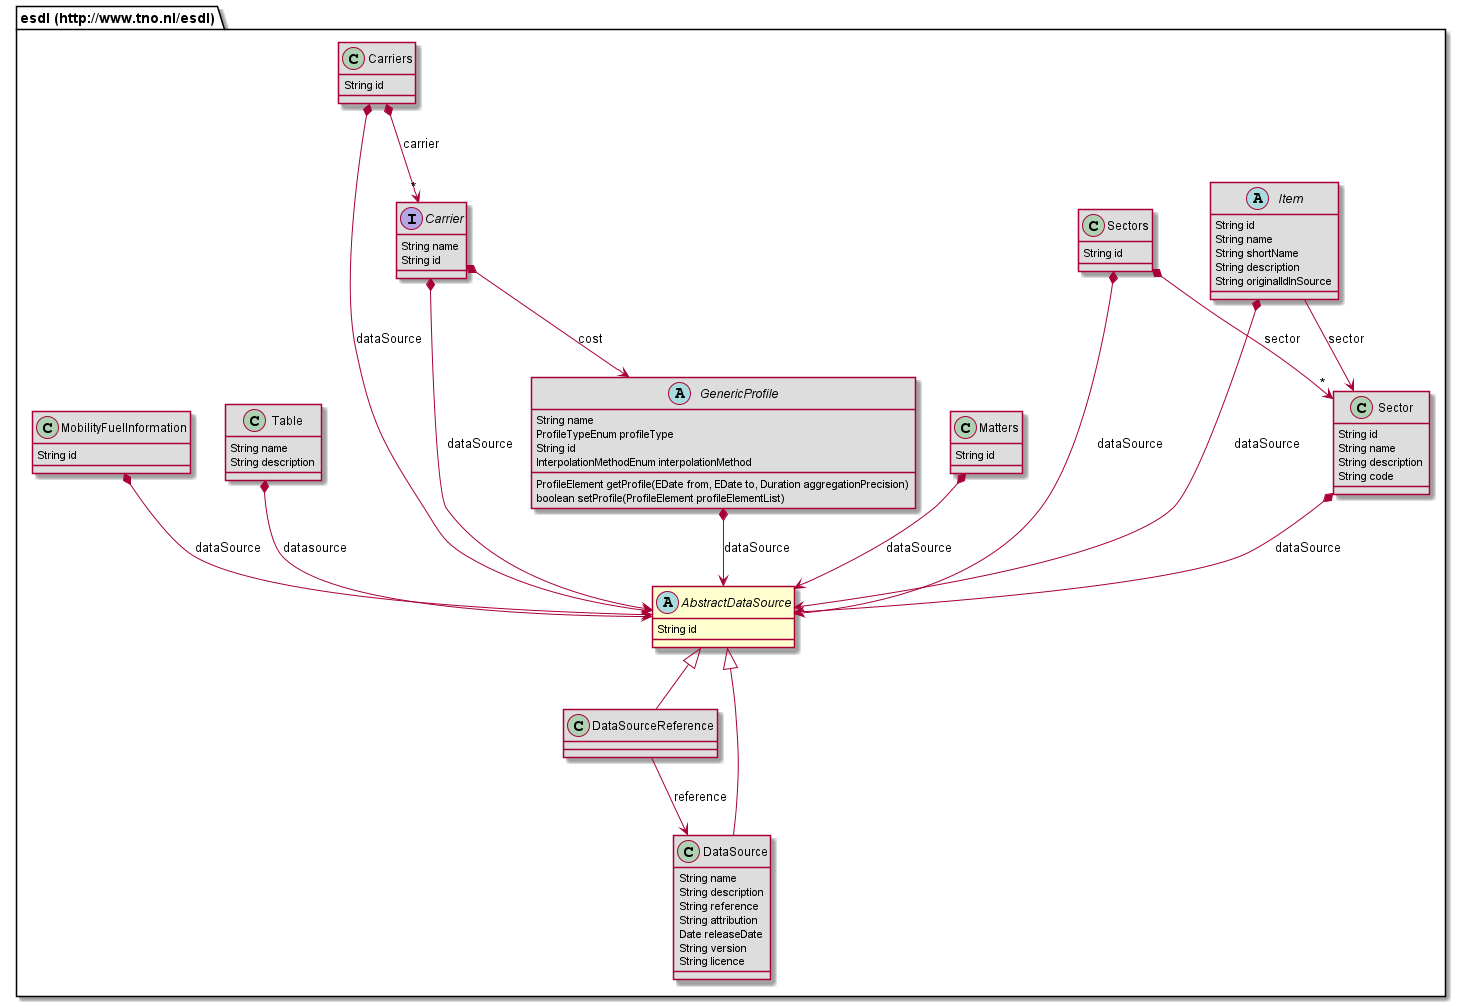 esdl (http://www.tno.nl/esdl)
C Carriers
String id
carrier
*
I Carrier
String name
String id
A Item
String id
String name
String shortName
String description
String originalIdInSource
C Sectors
String id
dataSource
cost
sector
sector
*
A GenericProfile
String name
ProfileTypeEnum profileType
String id
InterpolationMethodEnum interpolationMethod
ProfileElement getProfile(EDate from, EDate to, Duration aggregationPrecision)
boolean setProfile(ProfileElement profileElementList)
C Sector
String id
String name
String description
String code
C MobilityFuelInformation
String id
C Table
String name
String description
C Matters
String id
dataSource
dataSource
dataSource
dataSource
datasource
dataSource
dataSource
dataSource
A AbstractDataSource
String id
C DataSourceReference
reference
C DataSource
String name
String description
String reference
String attribution
Date releaseDate
String version
String licence